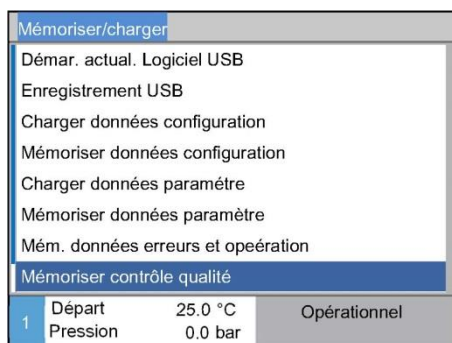 Mémoriser/charger
Démar. actual. Logiciel USB
Enregistrement USB
Charger données configuration
Mémoriser données configuration
Charger données paramétre
Mémoriser données paramètre
Mém. données erreurs et opeération
Mémoriser contrôle qualité
1 Départ 25.0 °C Opérationnel
Pression 0.0 bar